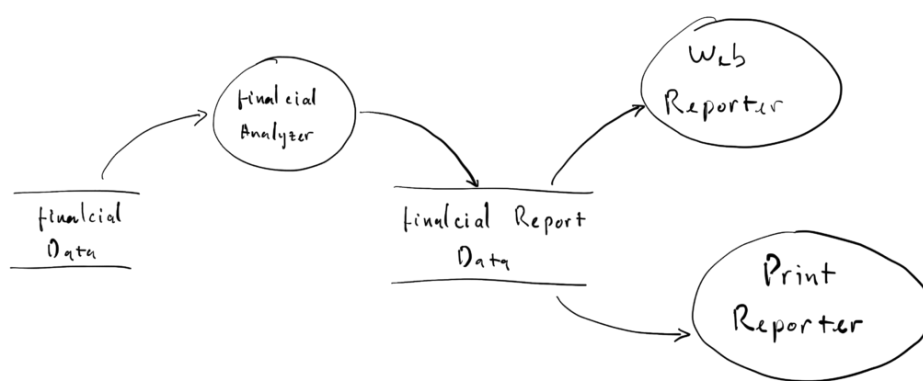 Finalcial
Analyzer
Web
Reporter
Finalcial
Data
Finalcial Report
Data
Print
Reporter